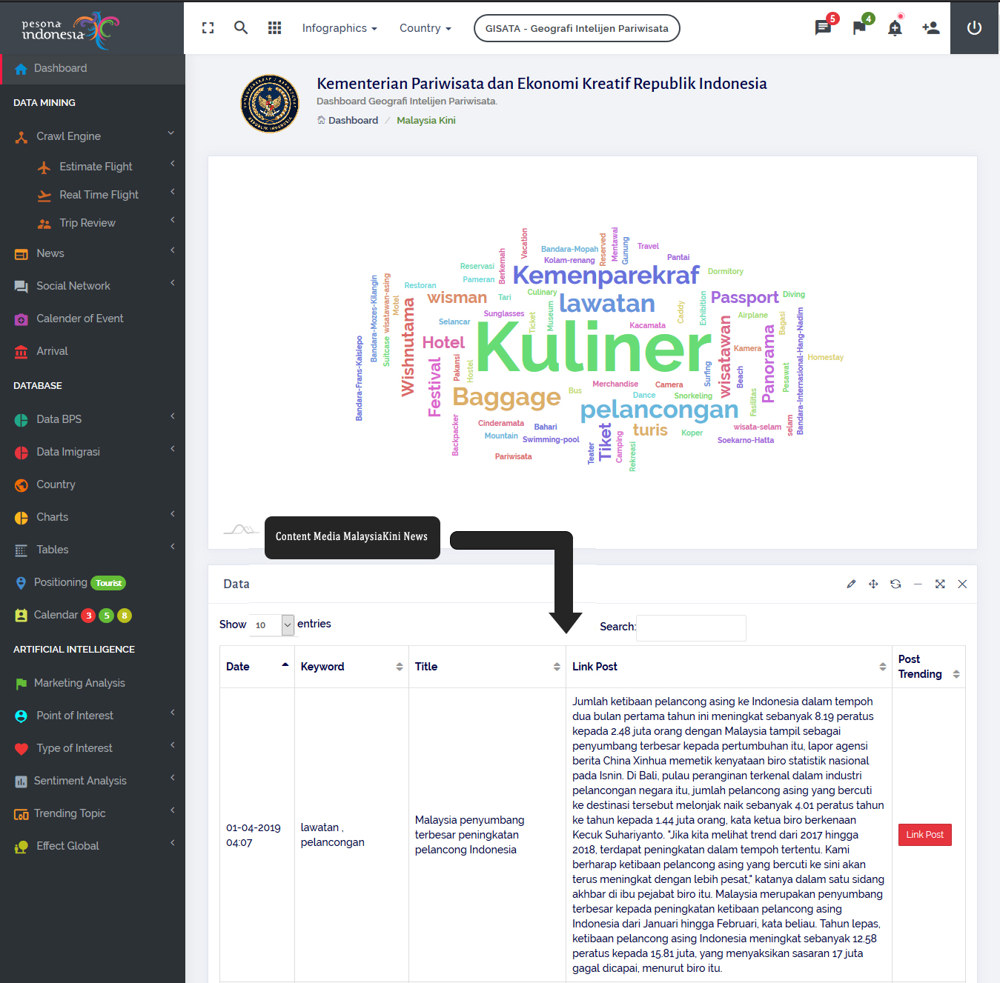 pesona
indonesia
Infographics
Country
GISATA - Geografi Intelijen Pariwisata
5
4
Dashboard
DATA MINING
Crawl Engine
Estimate Flight
Real Time Flight
Trip Review
News
Social Network
Calender of Event
Arrival
DATABASE
Data BPS
Data Imigrasi
Country
Charts
Tables
Positioning Tourist
Calendar 3 5 8
ARTIFICIAL INTELLIGENCE
Marketing Analysis
Point of Interest
Type of Interest
Sentiment Analysis
Trending Topic
Effect Global
Kementerian Pariwisata dan Ekonomi Kreatif Republik Indonesia
Dashboard Geografi Intelijen Pariwisata.
Dashboard / Malaysia Kini
REPUBLIK INDONESIA
Vacation
Bandara-Mopah
Reserved
Mentawai
Gunung
Travel
Kolam-renang
Pantai
Reservasi
Berkemah
Kemenparekraf
Dormitory
Pameran
Restoran
Bandara-Mozes-Kilangin
wisatawan-asing
Motel
wisman
Tari
Culinary
lawatan
Caddy
Exhibition
Passport
Diving
Wishnutama
Selancar
Sunglasses
Ticket
Museum
Kacamata
Airplane
Bagasi
Bandara-Internasional-Hang-Nadim
Bandara-Frans-Kaisiepo
Suitcase
Hotel
Kuliner
wisatawan
Kamera
Panorama
Homestay
Festival
Pakansi
Hostel
Surfing
Beach
Pesawat
Merchandise
Camera
Baggage
Bus
Dance
Snorkeling
Fasilitas
pelancongan
Backpacker
Cinderamata
Bahari
Mountain
Swimming-pool
Tiket
turis
Koper
wisata-selam
selam
Soekarno-Hatta
Pariwisata
Teater
Camping
Rekreasi
Content Media MalaysiaKini News
Data
Show 10 entries
Search:
Date
Keyword
Title
Link Post
Post
Trending
01-04-2019
04:07
lawatan ,
pelancongan
Malaysia penyumbang
terbesar peningkatan
pelancong Indonesia
Jumlah ketibaan pelancong asing ke Indonesia dalam tempoh
dua bulan pertama tahun ini meningkat sebanyak 8.19 peratus
kepada 2.48 juta orang dengan Malaysia tampil sebagai
penyumbang terbesar kepada pertumbuhan itu, lapor agensi
berita China Xinhua memetik kenyataan biro statistik nasional
pada Isnin. Di Bali, pulau peranginan terkenal dalam industri
pelancongan negara itu, jumlah pelancong asing yang bercuti
ke destinasi tersebut melonjak naik sebanyak 4.01 peratus tahun
ke tahun kepada 1.44 juta orang, kata ketua biro berkenaan
Kecuk Suhariyanto. "Jika kita melihat trend dari 2017 hingga
2018, terdapat peningkatan dalam tempoh tertentu. Kami
berharap ketibaan pelancong asing yang bercuti ke sini akan
terus meningkat dengan lebih pesat," katanya dalam satu sidang
akhbar di ibu pejabat biro itu. Malaysia merupakan penyumbang
terbesar kepada peningkatan ketibaan pelancong asing
Indonesia dari Januari hingga Februari, kata beliau. Tahun lepas,
ketibaan pelancong asing Indonesia meningkat sebanyak 12.58
peratus kepada 15.81 juta, yang menyaksikan sasaran 17 juta
gagal dicapai, menurut biro itu.
Link Post